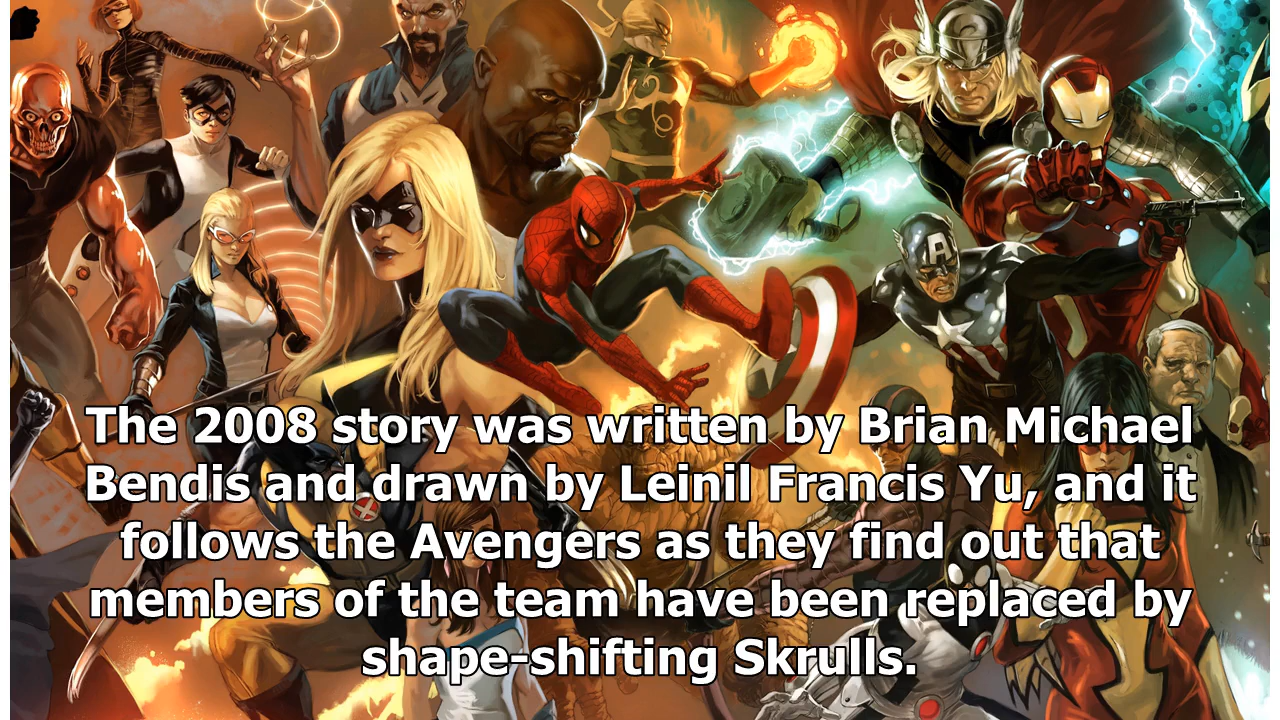 The 2008 story was written by Brian Michael
Bendis and drawn by Leinil Francis Yu, and it
follows the Avengers as they find out that
members of the team have been replaced by
shape-shifting Skrulls.
A